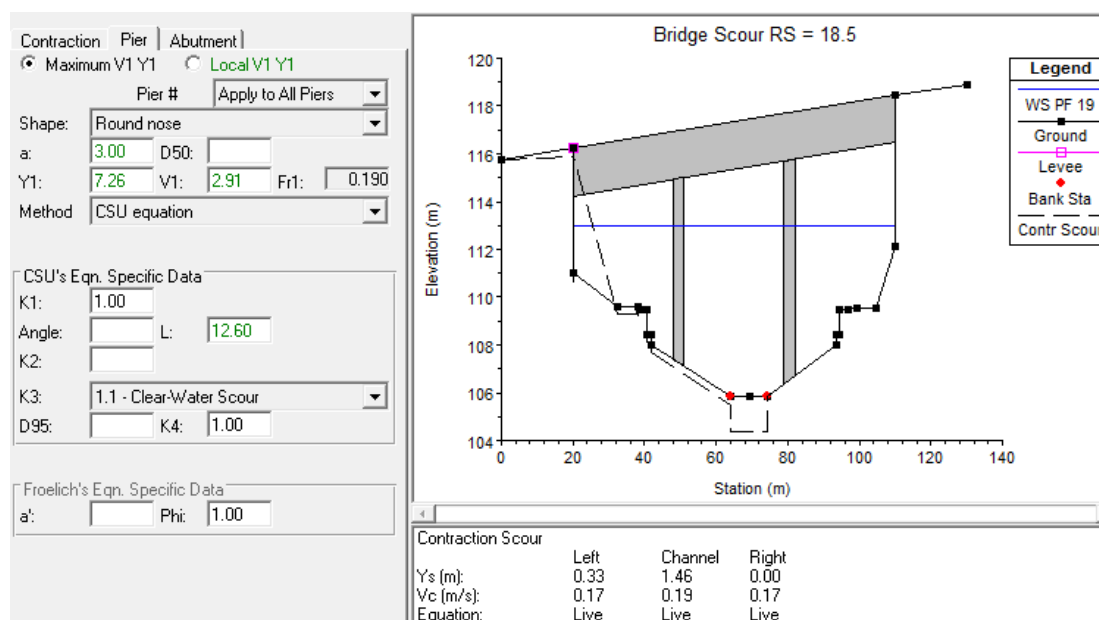 Contraction Pier Abutment
Maximum V1 Y1 Local V1 Y1
Pier # Apply to All Piers
Shape: Round nose
a: 3.00 D50:
Y1: 7.26 V1: 2.91 Fr1: 0.190
Method CSU equation
CSU's Eqn. Specific Data
K1: 1.00
Angle: L: 12.60
K2:
K3: 1.1 - Clear-Water Scour
D95: K4: 1.00
Froelich's Eqn. Specific Data
a': Phi: 1.00
Bridge Scour RS = 18.5
Elevation (m)
120
118
116
114
112
110
108
106
104
0 20 40 60 80 100 120 140
Station (m)
Legend
WS PF 19
Ground
Levee
Bank Sta
Contr Scour
Contraction Scour
Left Channel Right
Ys (m): 0.33 1.46 0.00
Vc (m/s): 0.17 0.19 0.17
Equation: Live Live Live